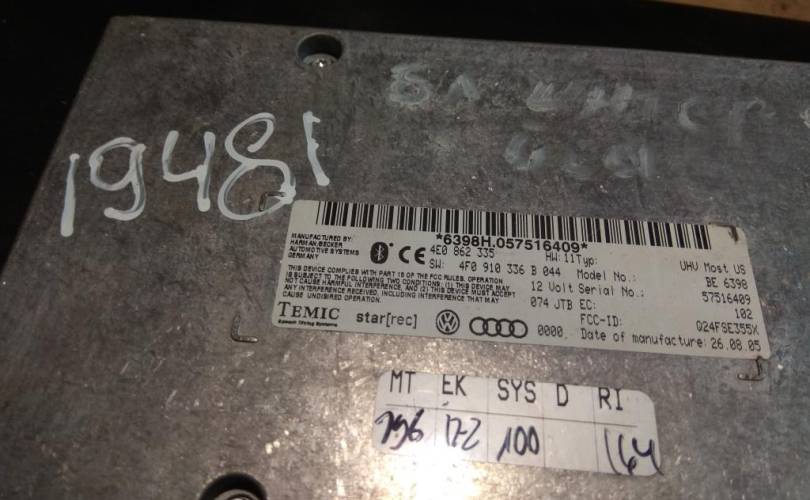 19481
*6398H.057516409*
MANUFACTURED BY:
HARMAN/BECKER
AUTOMOTIVE SYSTEMS
GERMANY
CE
4E0 862 335 HW:11 Typ: UHV Most US
SW: 4F0 910 336 B 044 Model No.: BE 6398
12 Volt Serial No.: 57516409
074 JTB EC: 102
FCC-ID: Q24FSE355X
0000. Date of manufacture: 26.08.05
THIS DEVICE COMPLIES WITH PART 15 OF THE FCC RULES. OPERATION
IS SUBJECT TO THE FOLLOWING TWO CONDITIONS: (1) THIS DEVICE MAY
NOT CAUSE HARMFUL INTERFERENCE, AND (2) THIS DEVICE MUST ACCEPT
ANY INTERFERENCE RECEIVED, INCLUDING INTERFERENCE THAT MAY
CAUSE UNDISIRED OPERATION.
TEMIC star[rec]
MT EK SYS D RI
100 164